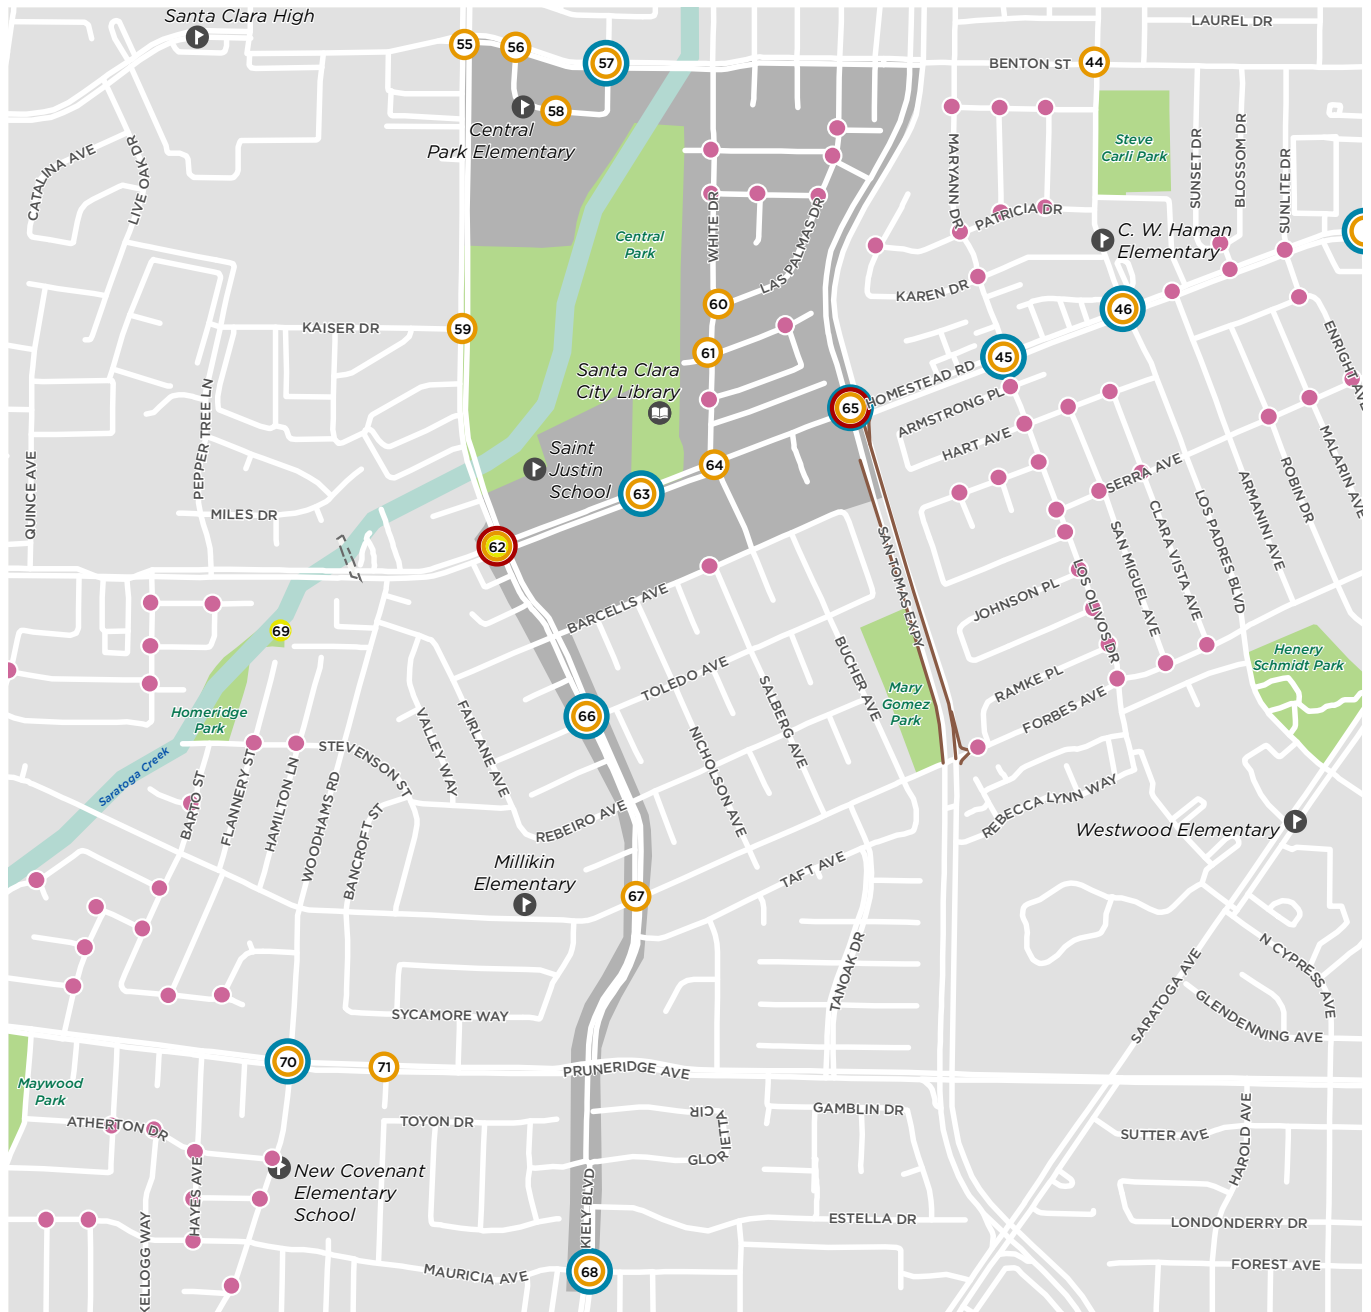 Santa Clara High
LAUREL DR
55
56
57
BENTON ST
44
58
Central
Park Elementary
CATALINA AVE
LIVE OAK DR
MARYANN DR
Steve
Carli Park
SUNSET DR
BLOSSOM DR
SUNLITE DR
WHITE DR
LAS PALMAS DR
PATRICIA DR
Central
Park
C. W. Haman
Elementary
KAREN DR
60
46
KAISER DR
59
61
45
ENRIGHT AVE
Santa Clara
City Library
HOMESTEAD RD
65
ARMSTRONG PL
PEPPER TREE LN
HART AVE
MALARIN AVE
Saint
Justin
School
64
SERRA AVE
ROBIN DR
ARMANINI AVE
QUINCE AVE
63
LOS PADRES BLVD
CLARA VISTA AVE
MILES DR
SAN MIGUEL AVE
62
SAN TOMAS EXPY
BARCELLS AVE
JOHNSON PL
LOS OLIVOS DR
69
BUCHER AVE
Henery
Schmidt Park
TOLEDO AVE
RAMKE PL
SALBERG AVE
Mary
Gomez
Park
FORBES AVE
Homeridge
Park
66
FAIRLANE AVE
VALLEY WAY
NICHOLSON AVE
STEVENSON ST
Saratoga Creek
BARTO ST
FLANNERY ST
HAMILTON LN
WOODHAMS RD
BANCROFT ST
REBEIRO AVE
REBECCA LYNN WAY
Westwood Elementary
Millikin
Elementary
TAFT AVE
67
TANOAK DR
N CYPRESS AVE
SARATOGA AVE
GLENDENNING AVE
SYCAMORE WAY
70
71
PRUNERIDGE AVE
Maywood
Park
ATHERTON DR
TOYON DR
GLORIETTA CIR
GAMBLIN DR
SUTTER AVE
HAROLD AVE
New Covenant
Elementary
School
HAYES AVE
KELLOGG WAY
KIELY BLVD
ESTELLA DR
LONDONDERRY DR
MAURICIA AVE
68
FOREST AVE